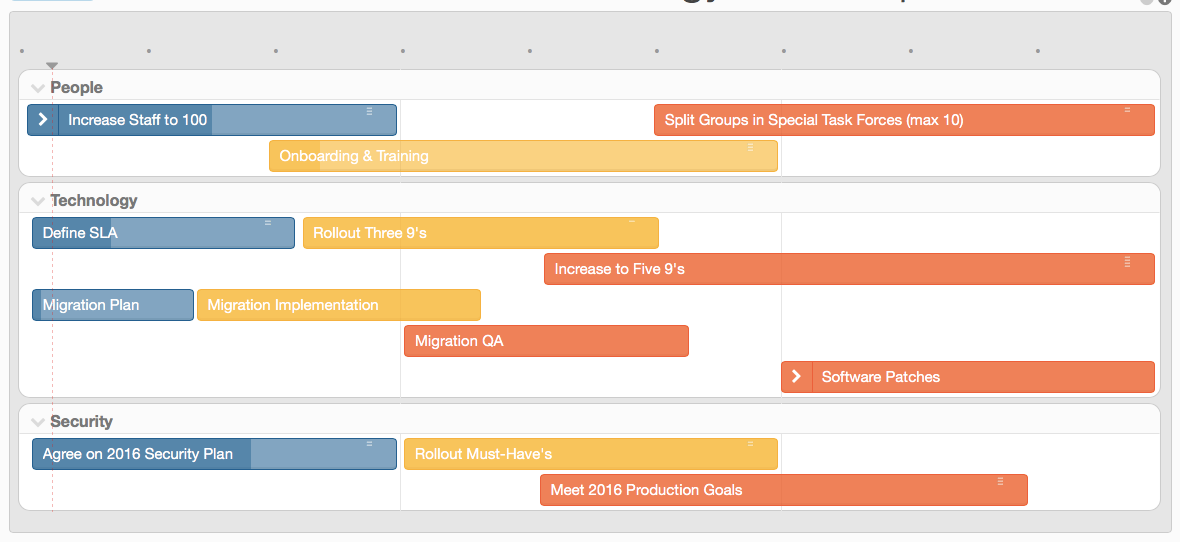 People
Increase Staff to 100
Split Groups in Special Task Forces (max 10)
Onboarding & Training
Technology
Define SLA
Rollout Three 9's
Increase to Five 9's
Migration Plan
Migration Implementation
Migration QA
Software Patches
Security
Agree on 2016 Security Plan
Rollout Must-Have's
Meet 2016 Production Goals